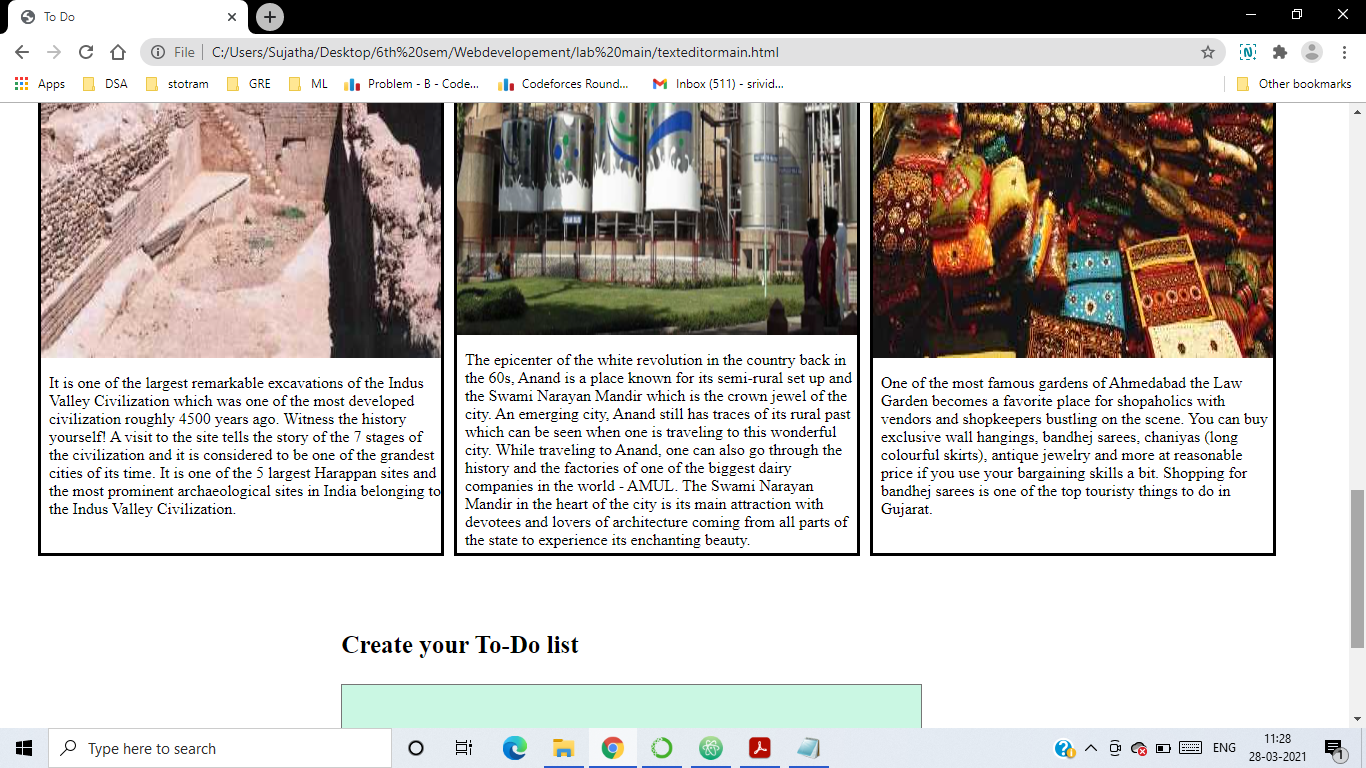 To Do
File
C:/Users/Sujatha/Desktop/6th%20sem/Webdevelopement/lab%20main/texteditormain.html
Apps
DSA
stotram
GRE
ML
Problem - B - Code...
Codeforces Round...
Inbox (511) - srivid...
Other bookmarks
It is one of the largest remarkable excavations of the Indus
Valley Civilization which was one of the most developed
civilization roughly 4500 years ago. Witness the history
yourself! A visit to the site tells the story of the 7 stages of
the civilization and it is considered to be one of the grandest
cities of its time. It is one of the 5 largest Harappan sites and
the most prominent archaeological sites in India belonging to
the Indus Valley Civilization.
The epicenter of the white revolution in the country back in
the 60s, Anand is a place known for its semi-rural set up and
the Swami Narayan Mandir which is the crown jewel of the
city. An emerging city, Anand still has traces of its rural past
which can be seen when one is traveling to this wonderful
city. While traveling to Anand, one can also go through the
history and the factories of one of the biggest dairy
companies in the world - AMUL. The Swami Narayan
Mandir in the heart of the city is its main attraction with
devotees and lovers of architecture coming from all parts of
the state to experience its enchanting beauty.
One of the most famous gardens of Ahmedabad the Law
Garden becomes a favorite place for shopaholics with
vendors and shopkeepers bustling on the scene. You can buy
exclusive wall hangings, bandhej sarees, chaniyas (long
colourful skirts), antique jewelry and more at reasonable
price if you use your bargaining skills a bit. Shopping for
bandhej sarees is one of the top touristy things to do in
Gujarat.
Create your To-Do list
Type here to search
ENG
11:28
28-03-2021
1